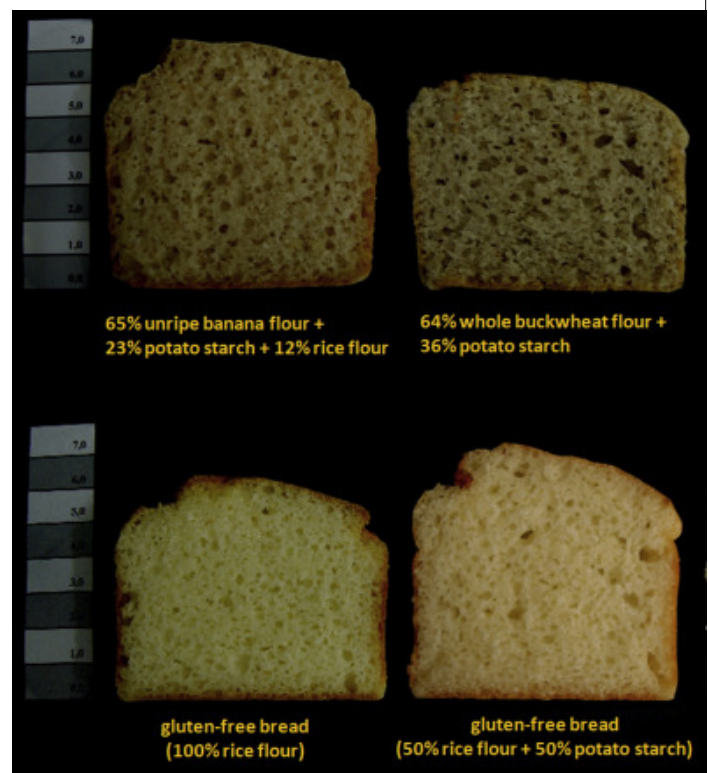 7,0
6,0
5,0
4,0
3,0
2,0
1,0
0,0
65% unripe banana flour +
23% potato starch + 12% rice flour
64% whole buckwheat flour +
36% potato starch
7,0
6,0
5,0
3,0
1,0
0,0
gluten-free bread
(100% rice flour)
gluten-free bread
(50% rice flour + 50% potato starch)